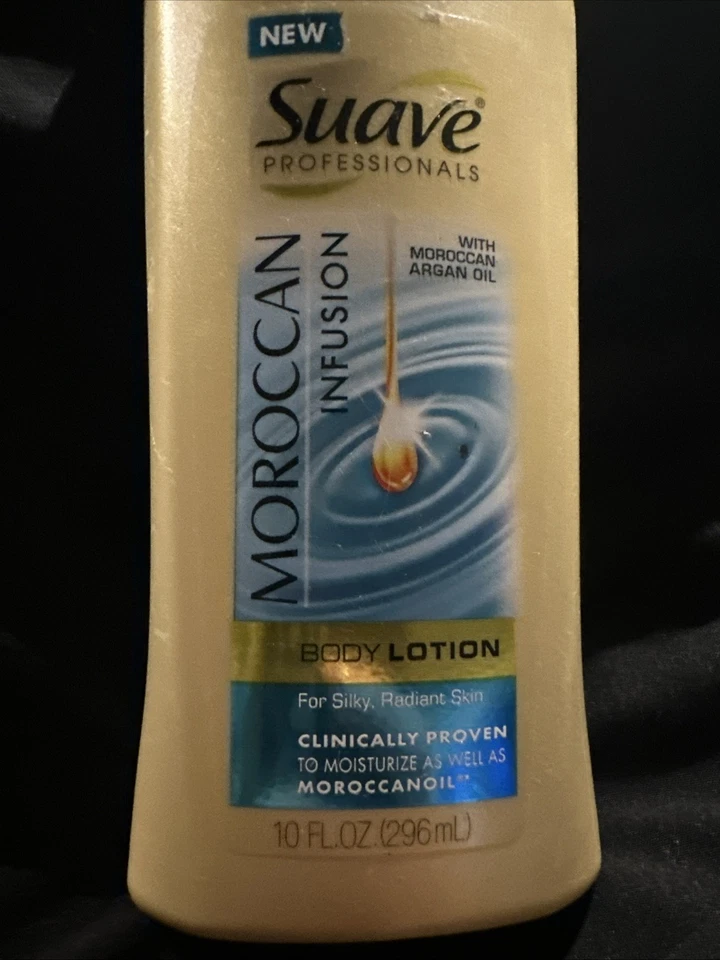 NEW
Suave®
PROFESSIONALS
MOROCCAN
INFUSION
WITH
MOROCCAN
ARGAN OIL
BODY LOTION
For Silky, Radiant Skin
CLINICALLY PROVEN
TO MOISTURIZE AS WELL AS
MOROCCANOIL**
10 FL.OZ.(296mL)